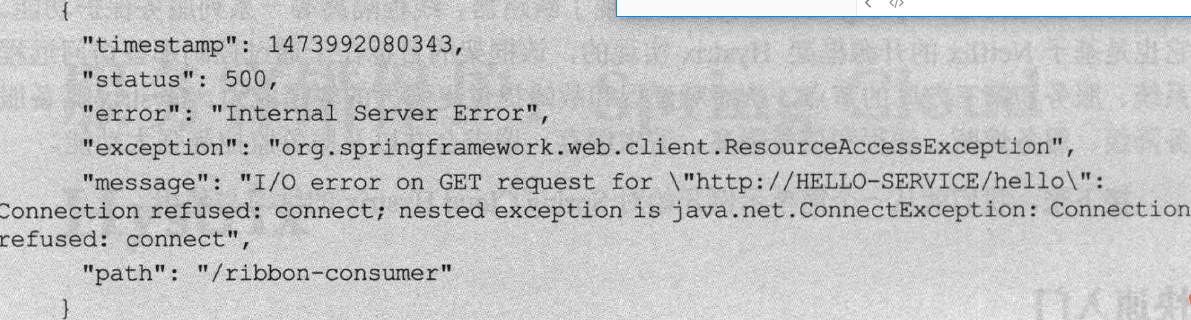 {
"timestamp": 1473992080343,
"status": 500,
"error": "Internal Server Error",
"exception": "org.springframework.web.client.ResourceAccessException",
"message": "I/O error on GET request for \"http://HELLO-SERVICE/hello\":
Connection refused: connect; nested exception is java.net.ConnectException: Connection
refused: connect",
"path": "/ribbon-consumer"
}